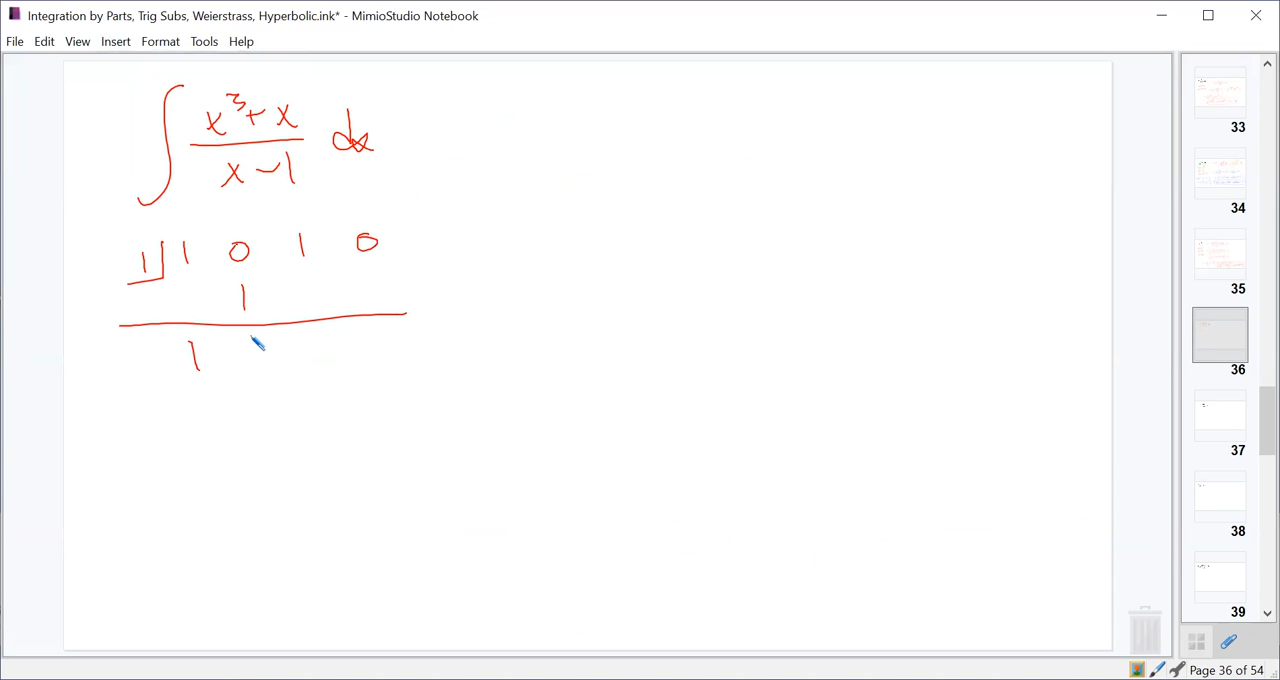 Integration by Parts, Trig Subs, Weierstrass, Hyperbolic.ink* - MimioStudio Notebook
File Edit View Insert Format Tools Help
∫ (x³ + x)/(x - 1) dx
1 | 1 0 1 0
1
1
33
34
35
36
37
38
39
Page 36 of 54